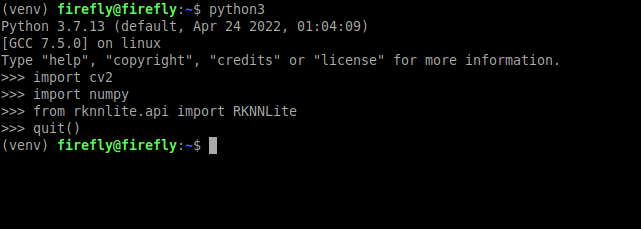 (venv) firefly@firefly:~$ python3
Python 3.7.13 (default, Apr 24 2022, 01:04:09)
[GCC 7.5.0] on linux
Type "help", "copyright", "credits" or "license" for more information.
>>> import cv2
>>> import numpy
>>> from rknnlite.api import RKNNLite
>>> quit()
(venv) firefly@firefly:~$